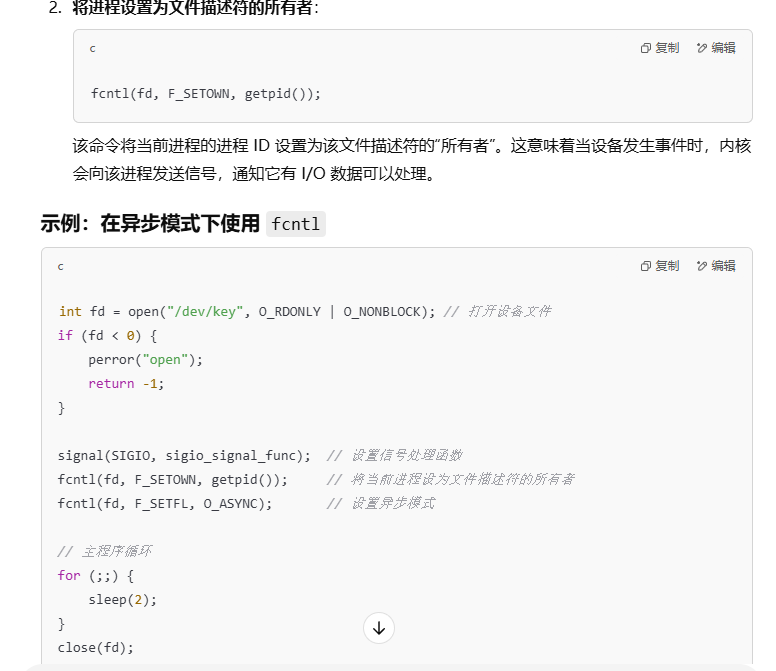 2. 将进程设置为文件描述符的所有者：
c 复制 编辑
fcntl(fd, F_SETOWN, getpid());
该命令将当前进程的进程 ID 设置为该文件描述符的“所有者”。这意味着当设备发生事件时，内核
会向该进程发送信号，通知它有 I/O 数据可以处理。
示例：在异步模式下使用 fcntl
c 复制 编辑
int fd = open("/dev/key", O_RDONLY | O_NONBLOCK); // 打开设备文件
if (fd < 0) {
    perror("open");
    return -1;
}
signal(SIGIO, sigio_signal_func);  // 设置信号处理函数
fcntl(fd, F_SETOWN, getpid());     // 将当前进程设为文件描述符的所有者
fcntl(fd, F_SETFL, O_ASYNC);       // 设置异步模式
// 主程序循环
for (;;) {
    sleep(2);
}
close(fd);